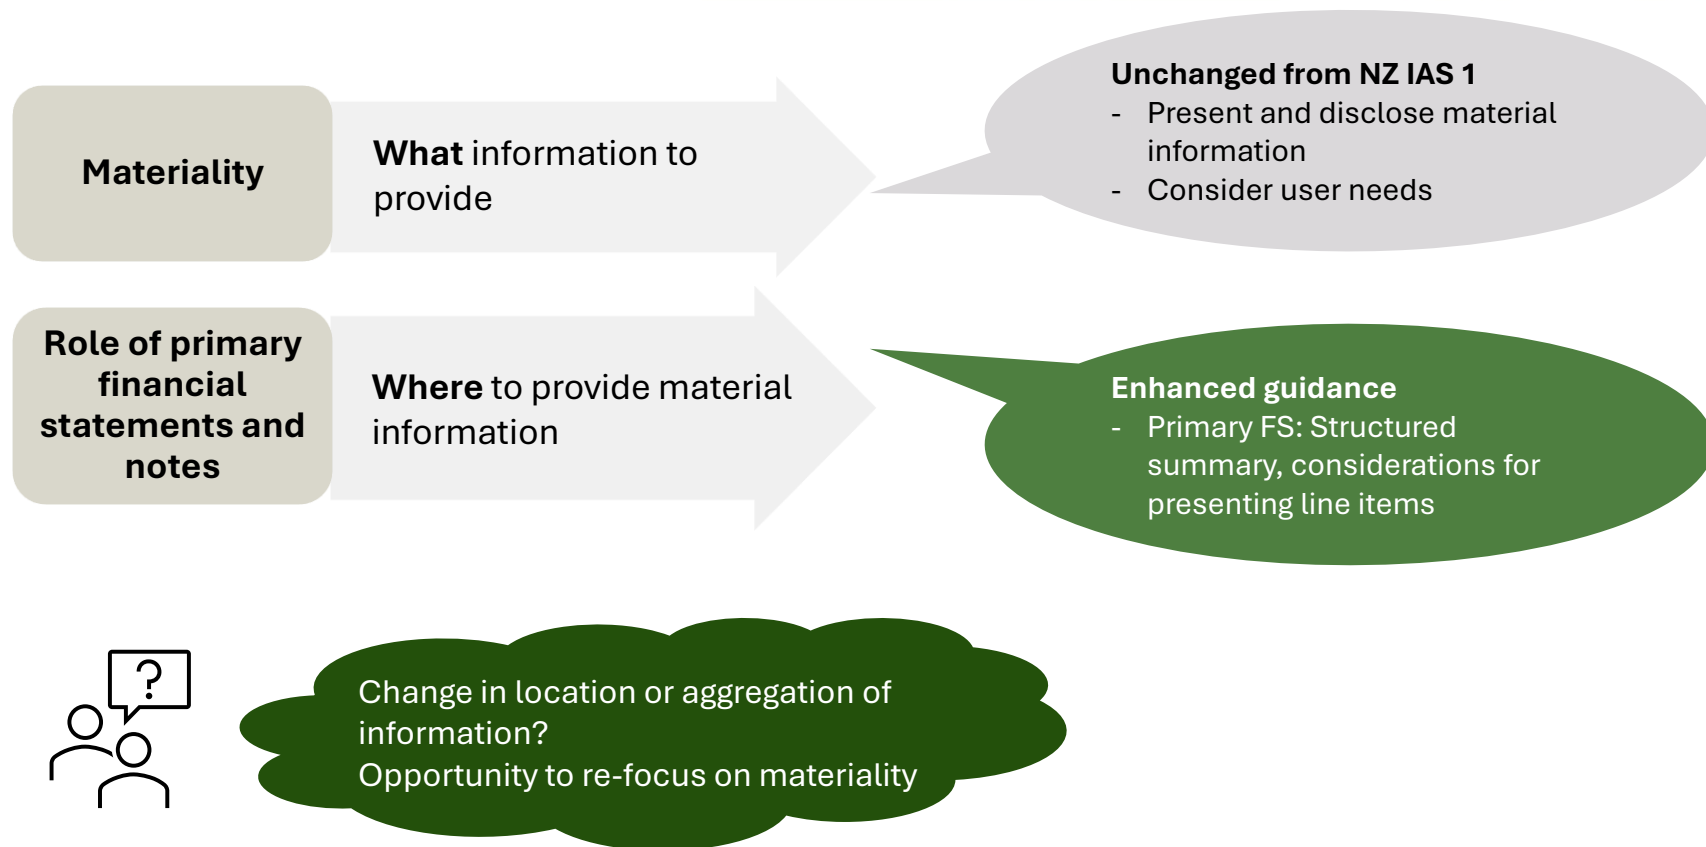 Materiality
What information to
provide
Unchanged from NZ IAS 1
- Present and disclose material
information
- Consider user needs
Role of primary
financial
statements and
notes
Where to provide material
information
Enhanced guidance
- Primary FS: Structured
summary, considerations for
presenting line items
?
Change in location or aggregation of
information?
Opportunity to re-focus on materiality